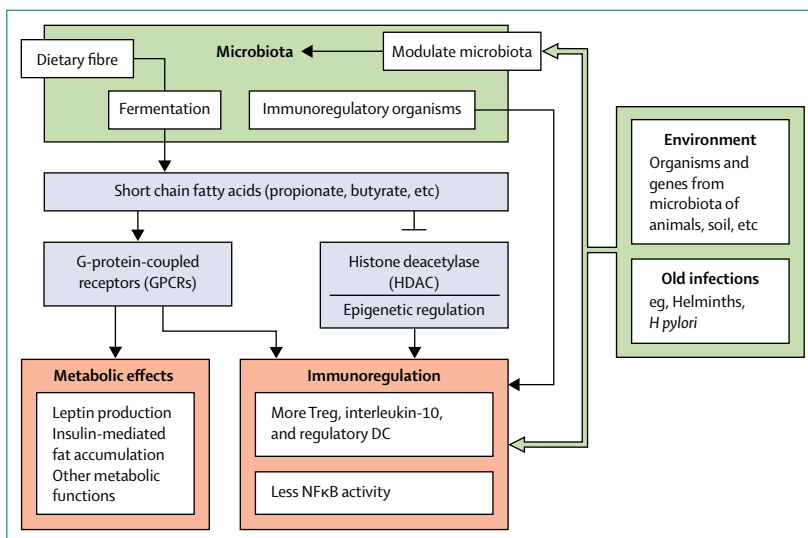 Dietary fibre
Microbiota
Modulate microbiota
Fermentation
Immunoregulatory organisms
Short chain fatty acids (propionate, butyrate, etc)
G-protein-coupled
receptors (GPCRs)
Histone deacetylase
(HDAC)
Epigenetic regulation
Metabolic effects
Leptin production
Insulin-mediated
fat accumulation
Other metabolic
functions
Immunoregulation
More Treg, interleukin-10,
and regulatory DC
Less NFκB activity
Environment
Organisms and
genes from
microbiota of
animals, soil, etc
Old infections
eg, Helminths,
H pylori